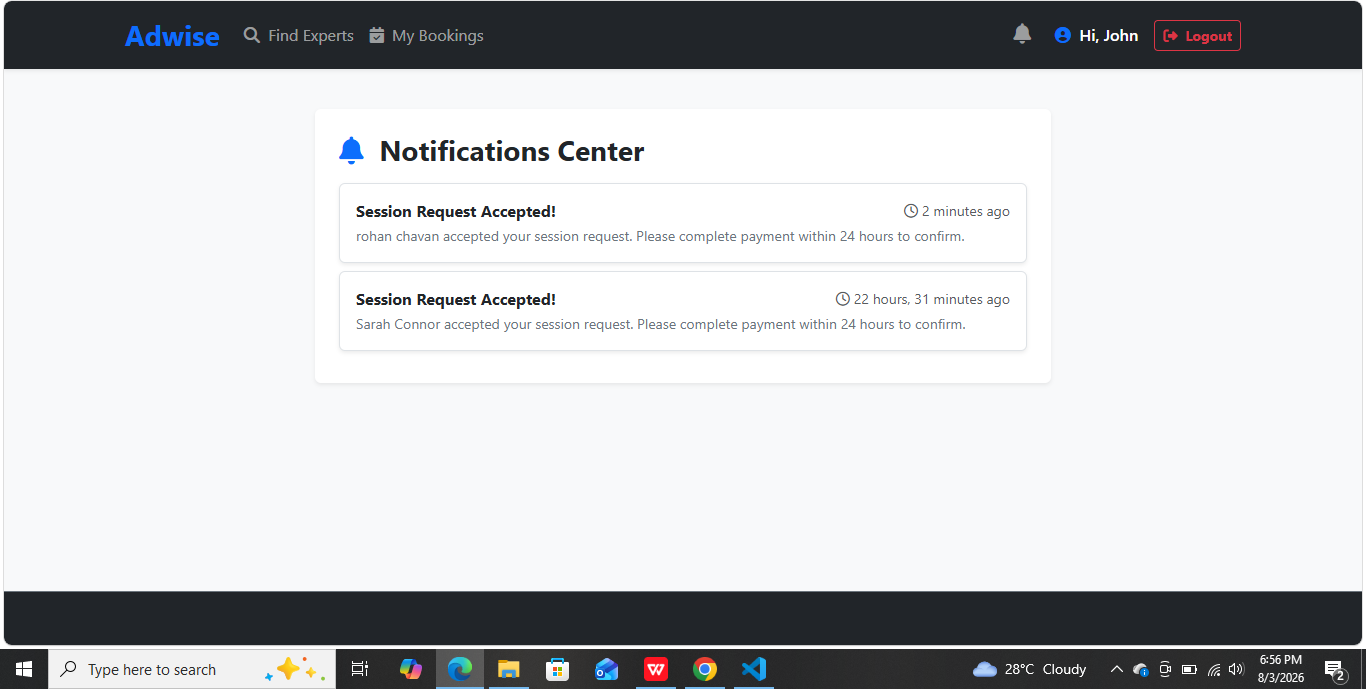 Adwise Find Experts My Bookings Hi, John Logout
Notifications Center
Session Request Accepted! 2 minutes ago
rohan chavan accepted your session request. Please complete payment within 24 hours to confirm.
Session Request Accepted! 22 hours, 31 minutes ago
Sarah Connor accepted your session request. Please complete payment within 24 hours to confirm.
Type here to search 28°C Cloudy 6:56 PM
8/3/2026 2